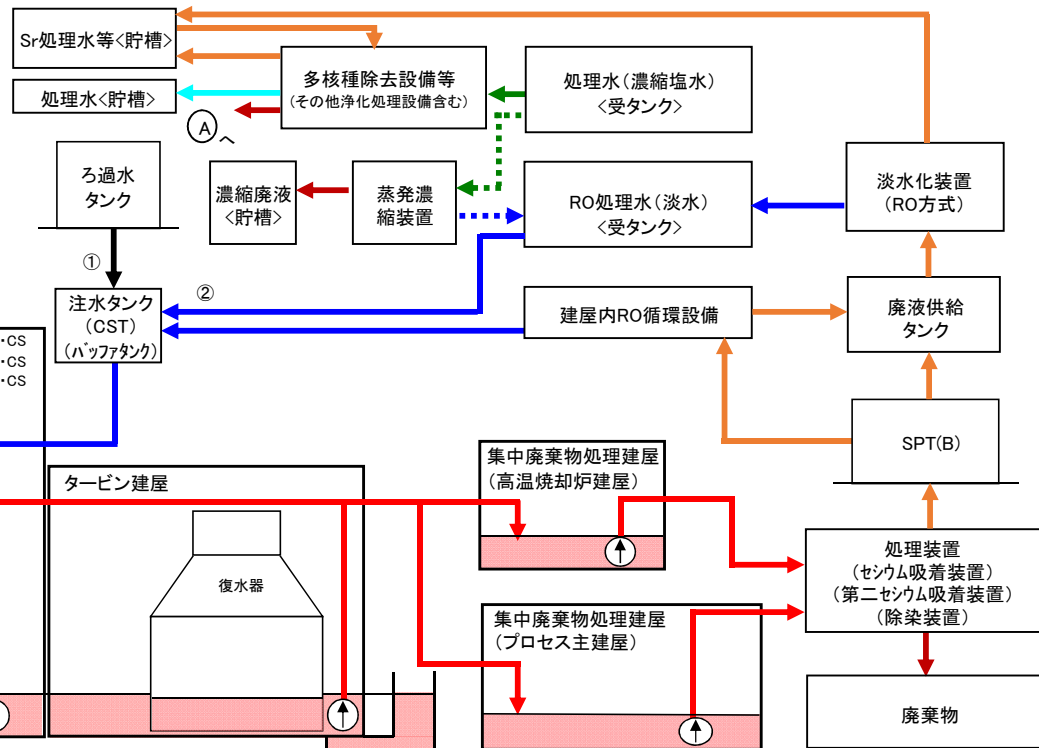 Sr処理水等<貯槽>
処理水<貯槽>
多核種除去設備等
(その他浄化処理設備含む)
処理水(濃縮塩水)
<受タンク>
Ⓐへ
ろ過水
タンク
濃縮廃液
<貯槽>
蒸発濃
縮装置
RO処理水(淡水)
<受タンク>
淡水化装置
(RO方式)
①
②
注水タンク
(CST)
(バッファタンク)
建屋内RO循環設備
廃液供給
タンク
・CS
・CS
・CS
SPT(B)
タービン建屋
復水器
集中廃棄物処理建屋
(高温焼却炉建屋)
処理装置
(セシウム吸着装置)
(第二セシウム吸着装置)
(除染装置)
集中廃棄物処理建屋
(プロセス主建屋)
廃棄物